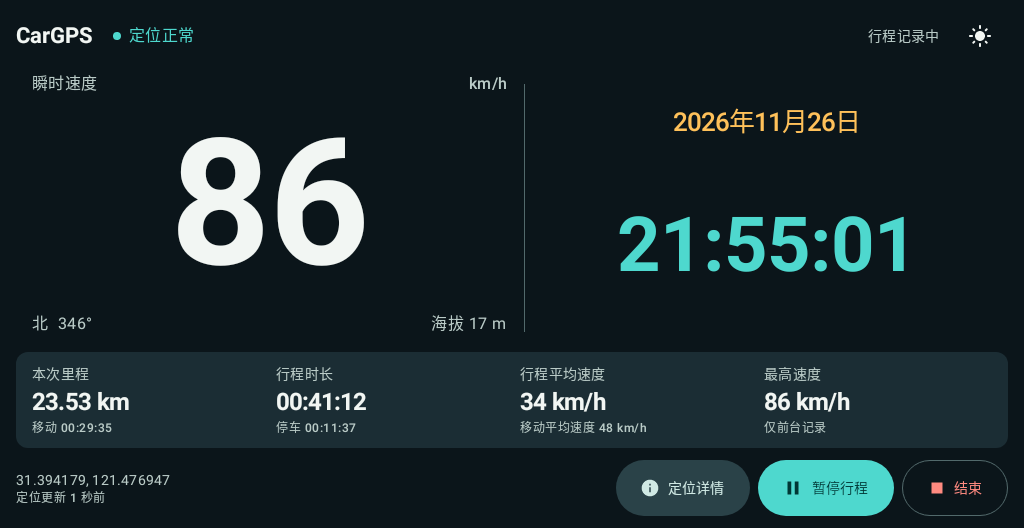 CarGPS
定位正常
行程记录中
瞬时速度
km/h
86
北 346°
海拔 17 m
2026年11月26日
21:55:01
本次里程
23.53 km
移动 00:29:35
行程时长
00:41:12
停车 00:11:37
行程平均速度
34 km/h
移动平均速度 48 km/h
最高速度
86 km/h
仅前台记录
31.394179, 121.476947
定位更新 1 秒前
定位详情
暂停行程
结束